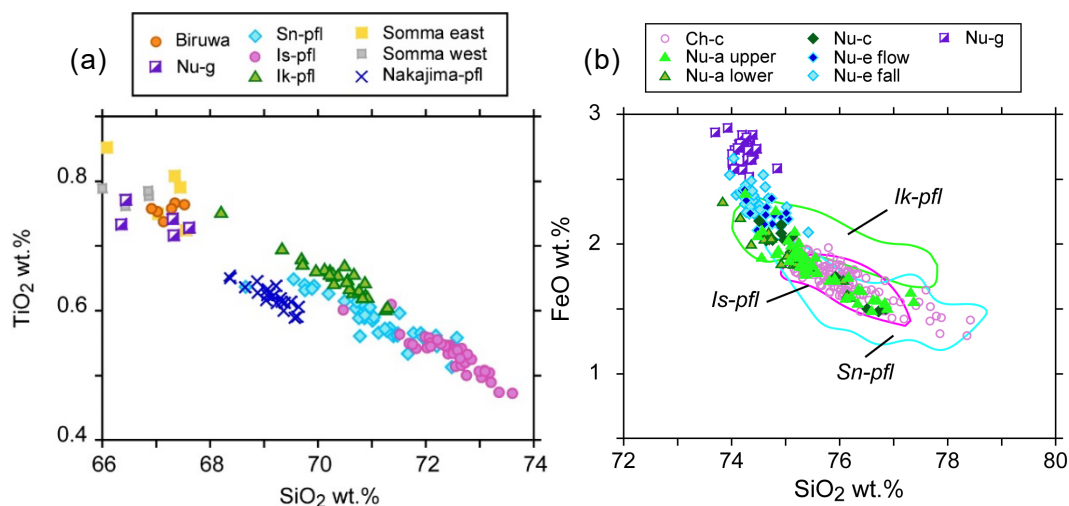 (a)
Biruwa Sn-pfl Somma east
Nu-g Is-pfl Somma west
Ik-pfl Nakajima-pfl
0.8
0.6
0.4
TiO2 wt.%
66 68 70 72 74
SiO2 wt.%
(b)
Ch-c Nu-c Nu-g
Nu-a upper Nu-e flow
Nu-a lower Nu-e fall
3
2
1
FeO wt.%
Ik-pfl
Is-pfl
Sn-pfl
72 74 76 78 80
SiO2 wt.%